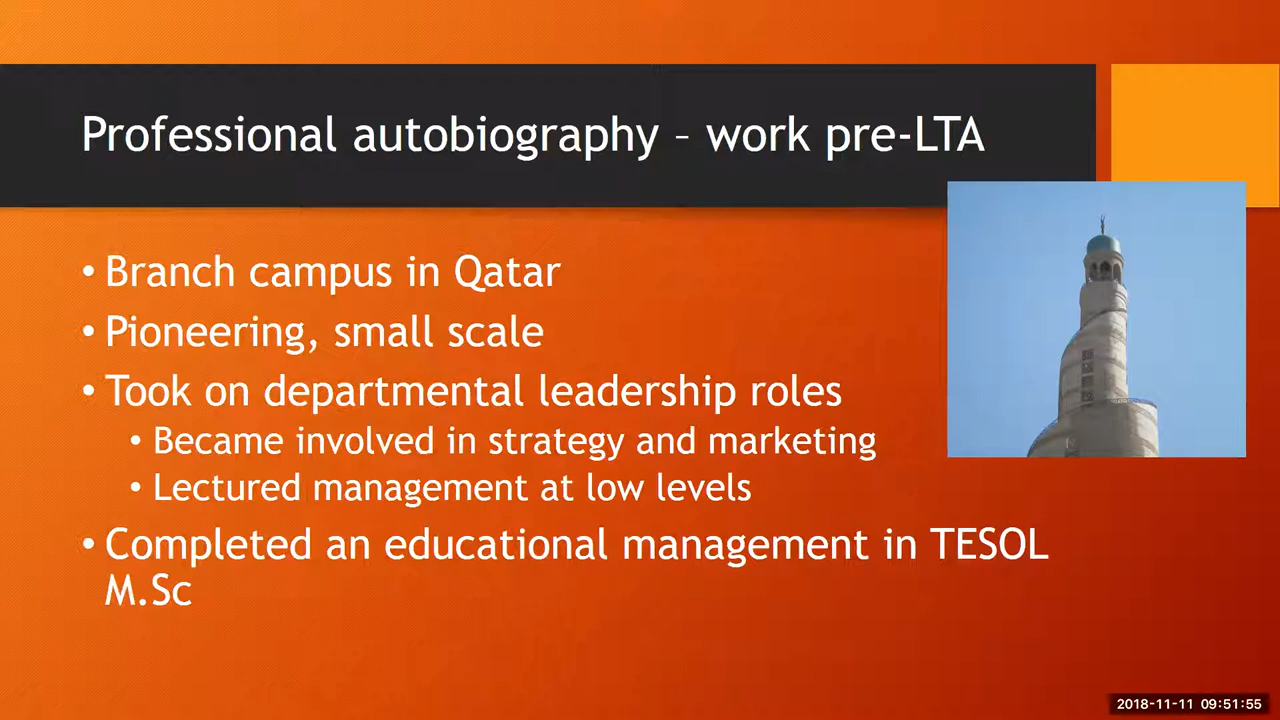 Professional autobiography – work pre-LTA
• Branch campus in Qatar
• Pioneering, small scale
• Took on departmental leadership roles
• Became involved in strategy and marketing
• Lectured management at low levels
• Completed an educational management in TESOL
M.Sc
2018-11-11 09:51:55